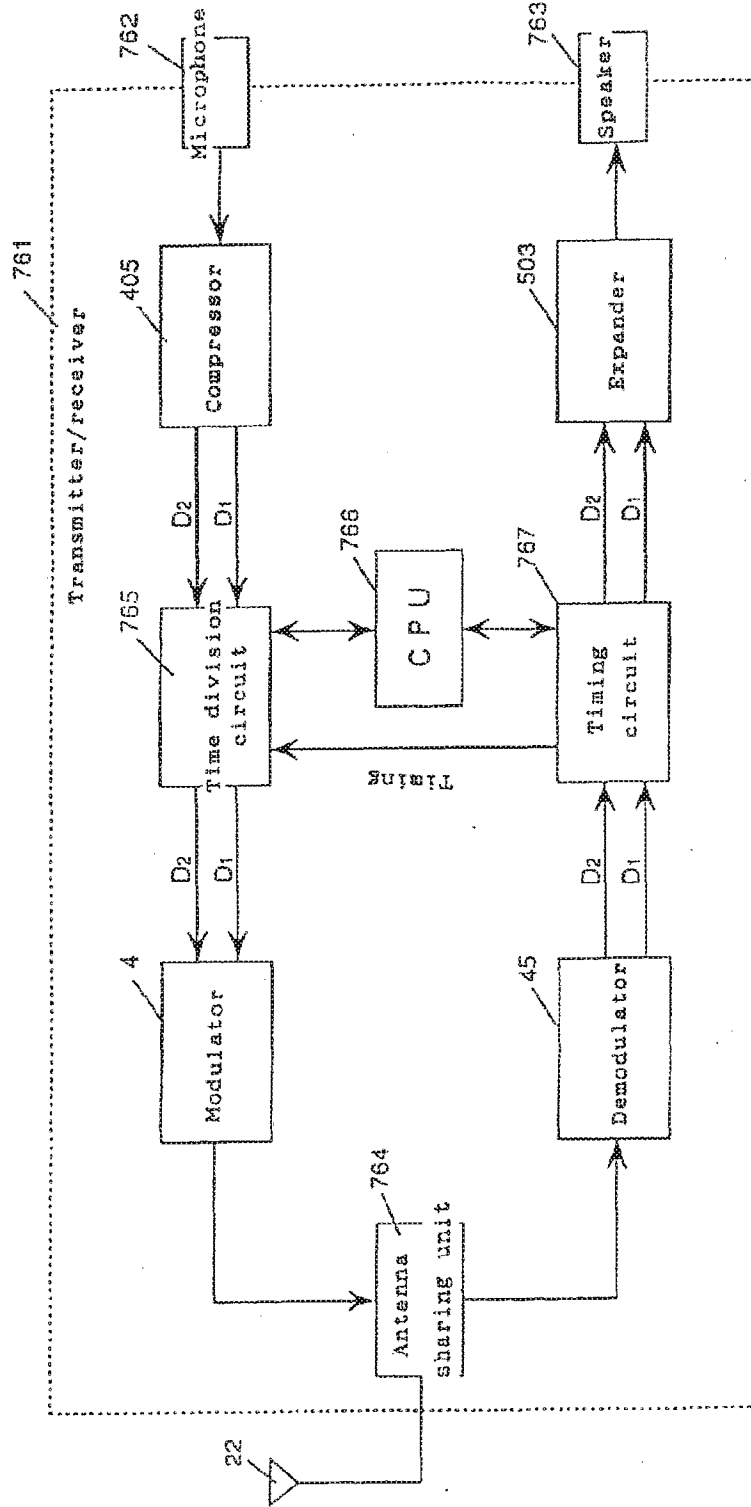 761
Transmitter/receiver
22
764
Antenna
sharing unit
4
Modulator
D2
D1
765
Time division
circuit
D2
D1
405
Compressor
762
Microphone
Timing
766
CPU
45
Demodulator
D2
D1
767
Timing
circuit
D2
D1
503
Expander
763
Speaker